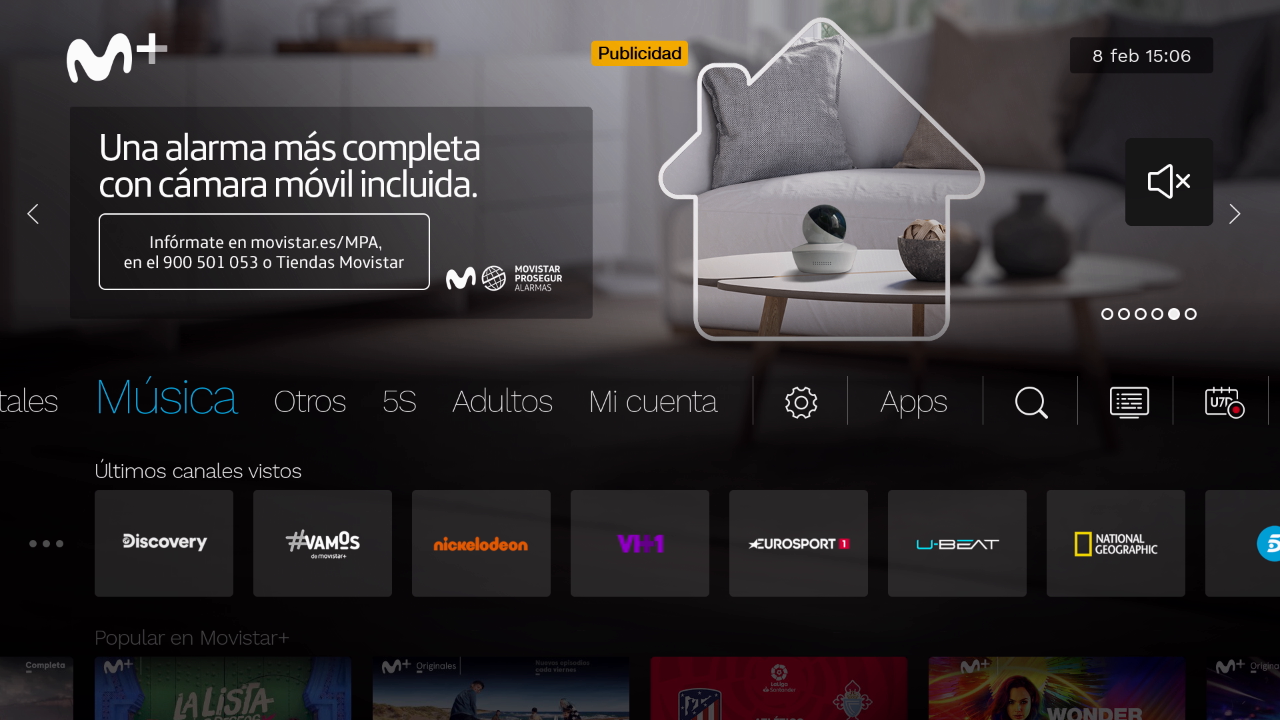 M+
Publicidad
8 feb 15:06
Una alarma más completa
con cámara móvil incluida.
Infórmate en movistar.es/MPA,
en el 900 501 053 o Tiendas Movistar
MOVISTAR
PROSEGUR
ALARMAS
tales Música Otros 5S Adultos Mi cuenta Apps U7D
Últimos canales vistos
Discovery
#VAMOS
de movistar+
nickelodeon
EUROSPORT 1
U-BEAT
NATIONAL
GEOGRAPHIC
5
Popular en Movistar+
Completa
M+
LA LISTA
M+ Originales
Nuevos episodios
cada viernes
LaLiga
Santander
ATLÉTICO
M+
WONDER
M+ Origina